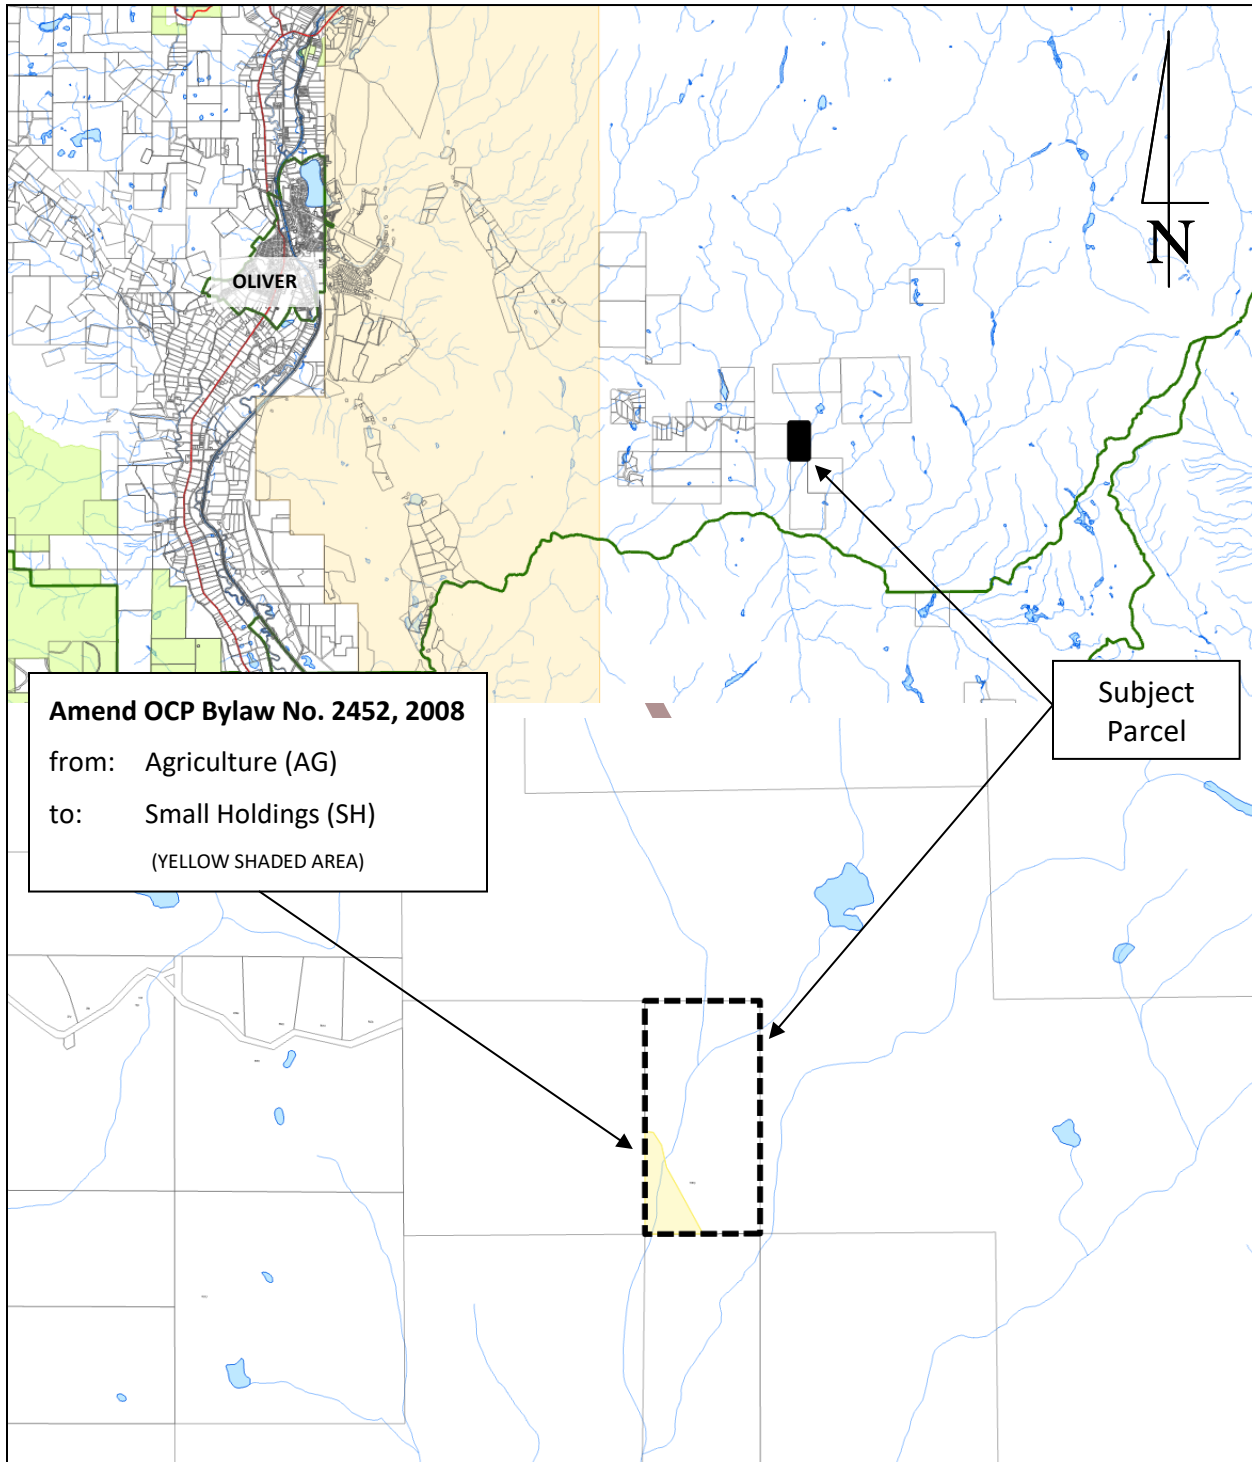 N
OLIVER
Amend OCP Bylaw No. 2452, 2008
from: Agriculture (AG)
to: Small Holdings (SH)
(YELLOW SHADED AREA)
Subject
Parcel